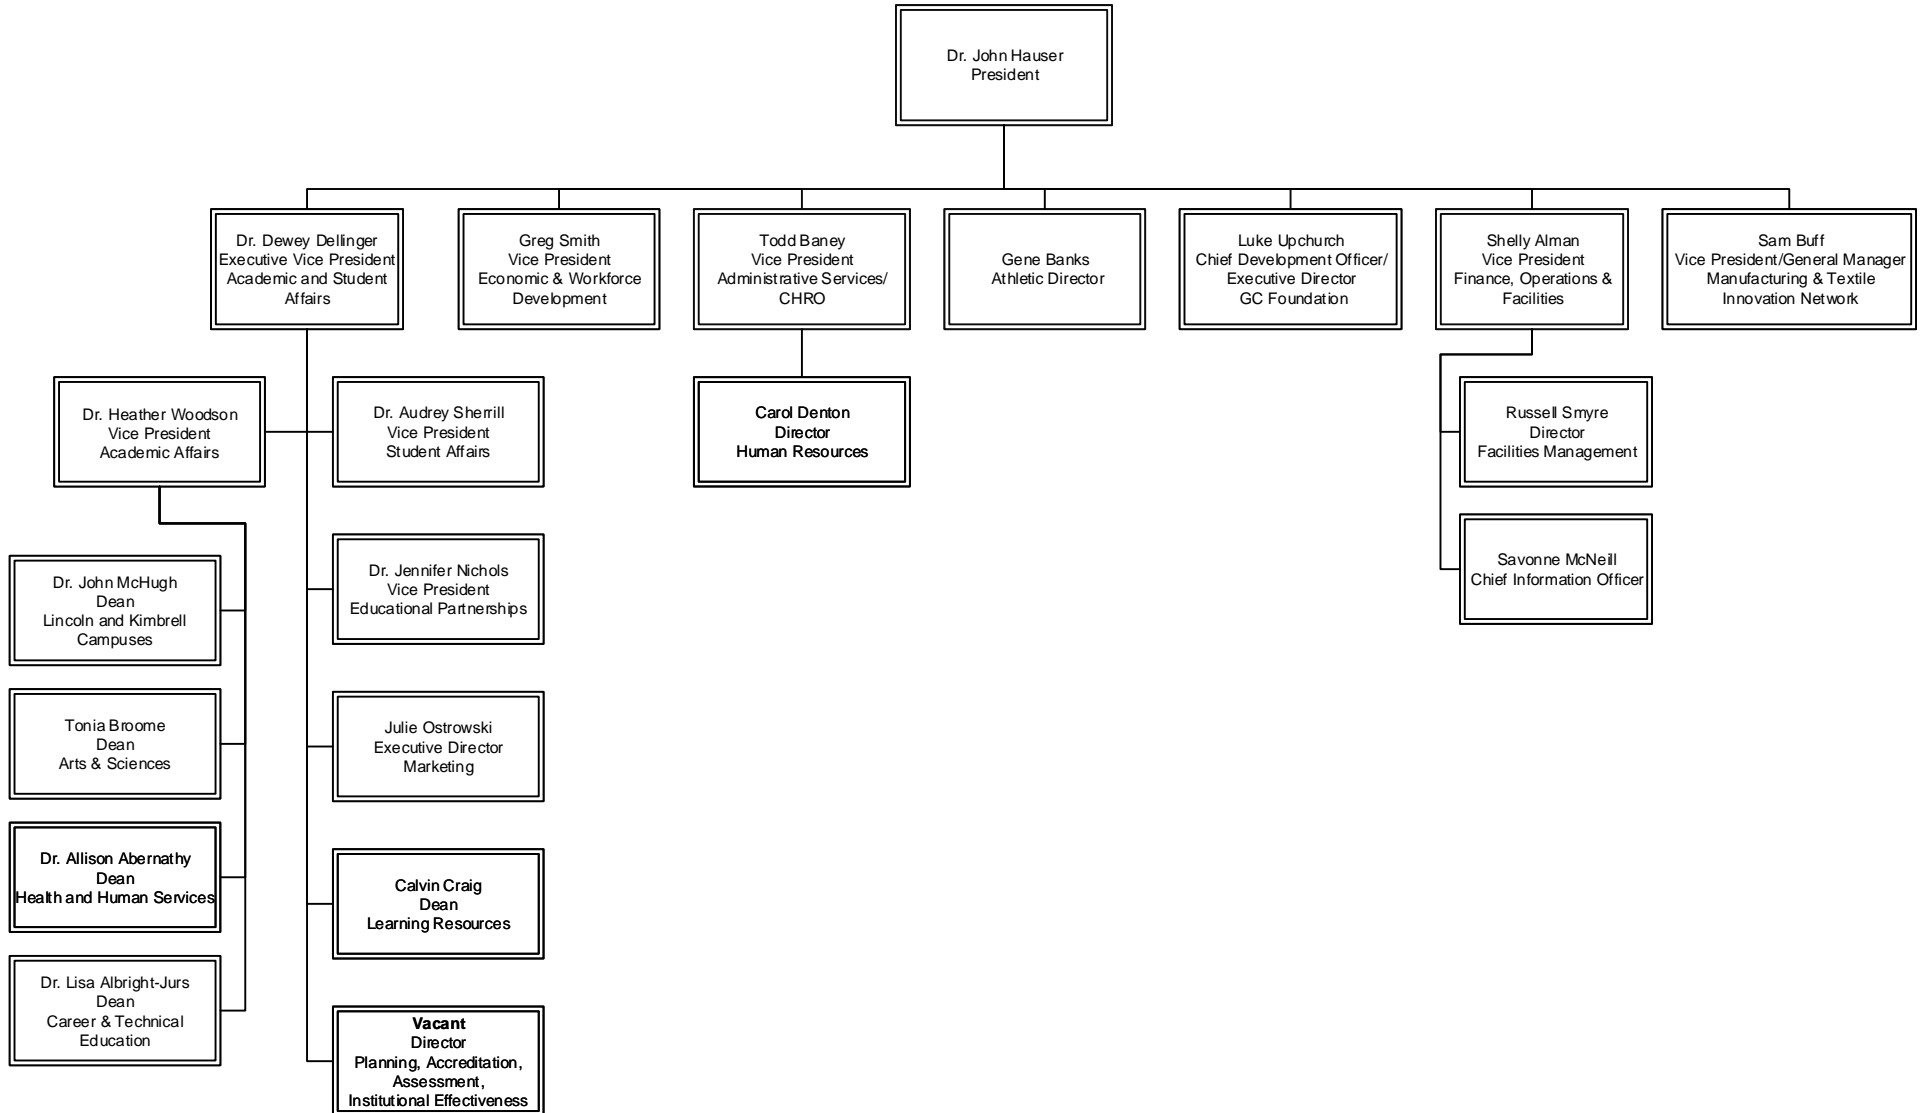 Dr. John Hauser
President
Dr. Dewey Dellinger
Executive Vice President
Academic and Student
Affairs
Greg Smith
Vice President
Economic & Workforce
Development
Todd Baney
Vice President
Administrative Services/
CHRO
Gene Banks
Athletic Director
Luke Upchurch
Chief Development Officer/
Executive Director
GC Foundation
Shelly Alman
Vice President
Finance, Operations &
Facilities
Sam Buff
Vice President/General Manager
Manufacturing & Textile
Innovation Network
Dr. Heather Woodson
Vice President
Academic Affairs
Dr. Audrey Sherrill
Vice President
Student Affairs
Carol Denton
Director
Human Resources
Russell Smyre
Director
Facilities Management
Dr. John McHugh
Dean
Lincoln and Kimbrell
Campuses
Dr. Jennifer Nichols
Vice President
Educational Partnerships
Savonne McNeill
Chief Information Officer
Tonia Broome
Dean
Arts & Sciences
Julie Ostrowski
Executive Director
Marketing
Dr. Allison Abernathy
Dean
Health and Human Services
Calvin Craig
Dean
Learning Resources
Dr. Lisa Albright-Jurs
Dean
Career & Technical
Education
Vacant
Director
Planning, Accreditation,
Assessment,
Institutional Effectiveness